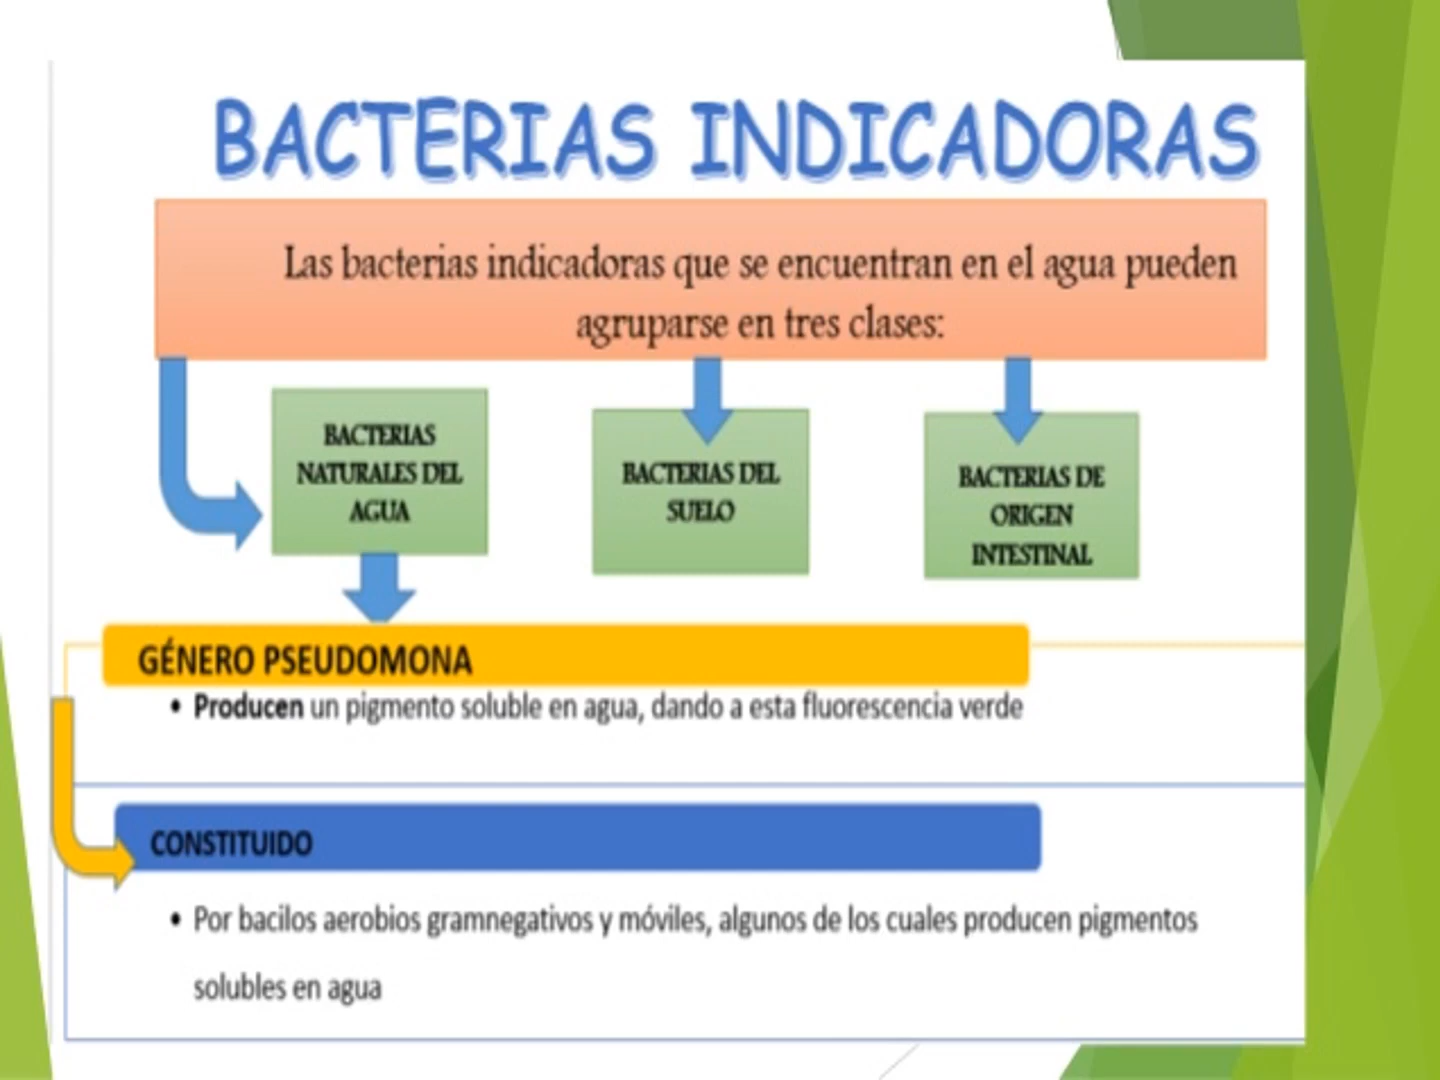 BACTERIAS INDICADORAS
Las bacterias indicadoras que se encuentran en el agua pueden
agruparse en tres clases:
BACTERIAS
NATURALES DEL
AGUA
BACTERIAS DEL
SUELO
BACTERIAS DE
ORIGEN
INTESTINAL
GÉNERO PSEUDOMONA
• Producen un pigmento soluble en agua, dando a esta fluorescencia verde
CONSTITUIDO
• Por bacilos aerobios gramnegativos y móviles, algunos de los cuales producen pigmentos
solubles en agua